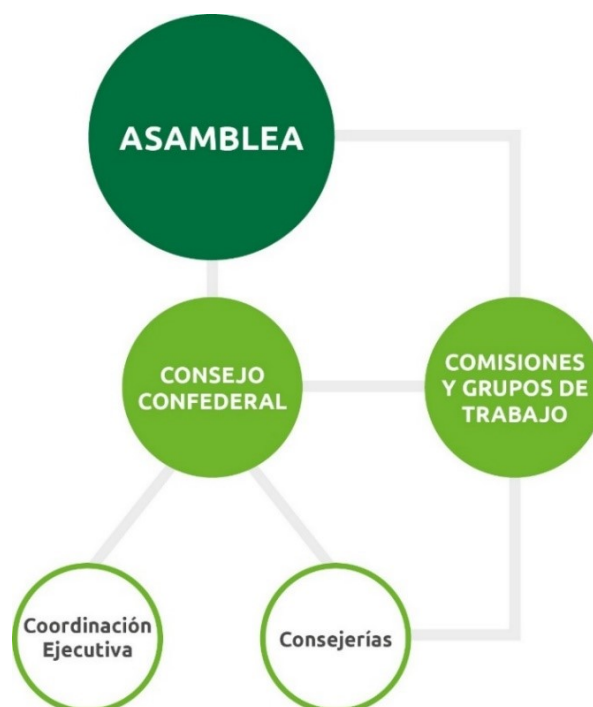 ASAMBLEA
CONSEJO
CONFEDERAL
COMISIONES
Y GRUPOS DE
TRABAJO
Coordinación
Ejecutiva
Consejerías